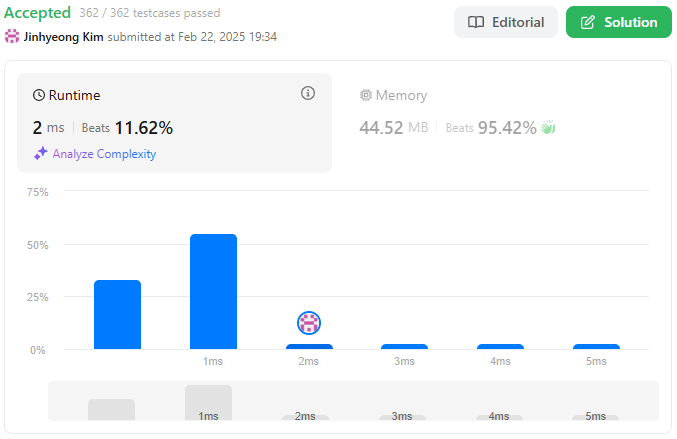 Accepted 362 / 362 testcases passed
Editorial
Solution
Jinhyeong Kim submitted at Feb 22, 2025 19:34
Runtime
2 ms Beats 11.62%
Analyze Complexity
Memory
44.52 MB Beats 95.42%
75%
50%
25%
0%
1ms 2ms 3ms 4ms 5ms
1ms 2ms 3ms 4ms 5ms